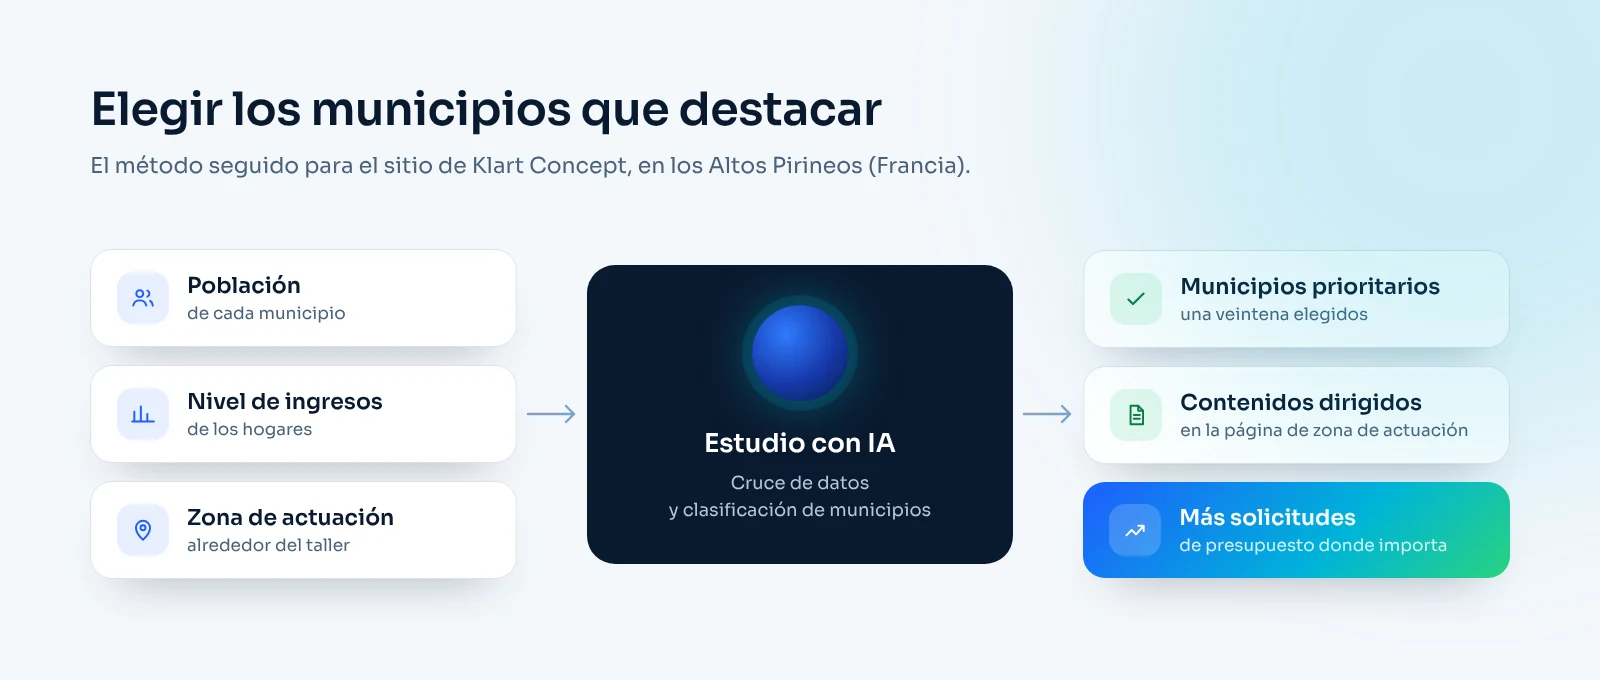 Elegir los municipios que destacar
El método seguido para el sitio de Klart Concept, en los Altos Pirineos (Francia).
Población
de cada municipio
Nivel de ingresos
de los hogares
Zona de actuación
alrededor del taller
Estudio con IA
Cruce de datos
y clasificación de municipios
Municipios prioritarios
una veintena elegidos
Contenidos dirigidos
en la página de zona de actuación
Más solicitudes
de presupuesto donde importa